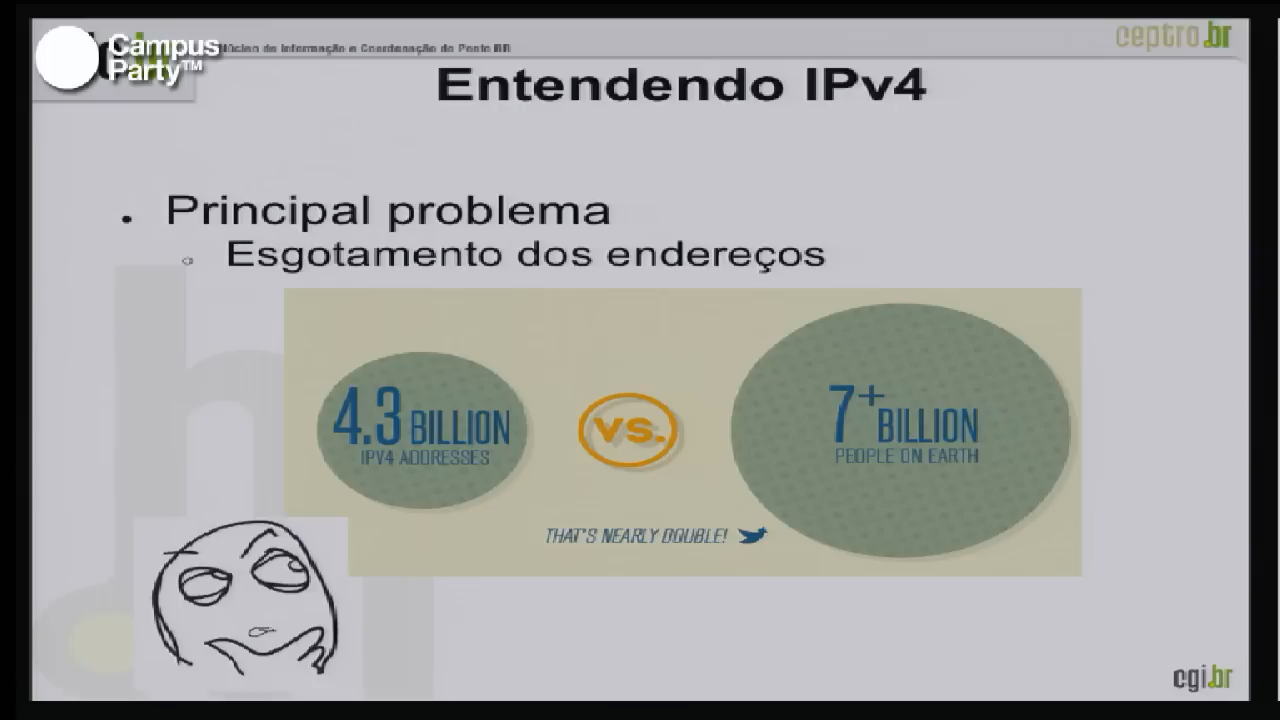 Campus
Party™
Núcleo de Informação e Coordenação do Ponto BR
ceptro.br
Entendendo IPv4
Principal problema
Esgotamento dos endereços
4.3 BILLION
IPV4 ADDRESSES
VS.
7+ BILLION
PEOPLE ON EARTH
THAT'S NEARLY DOUBLE!
cgi.br